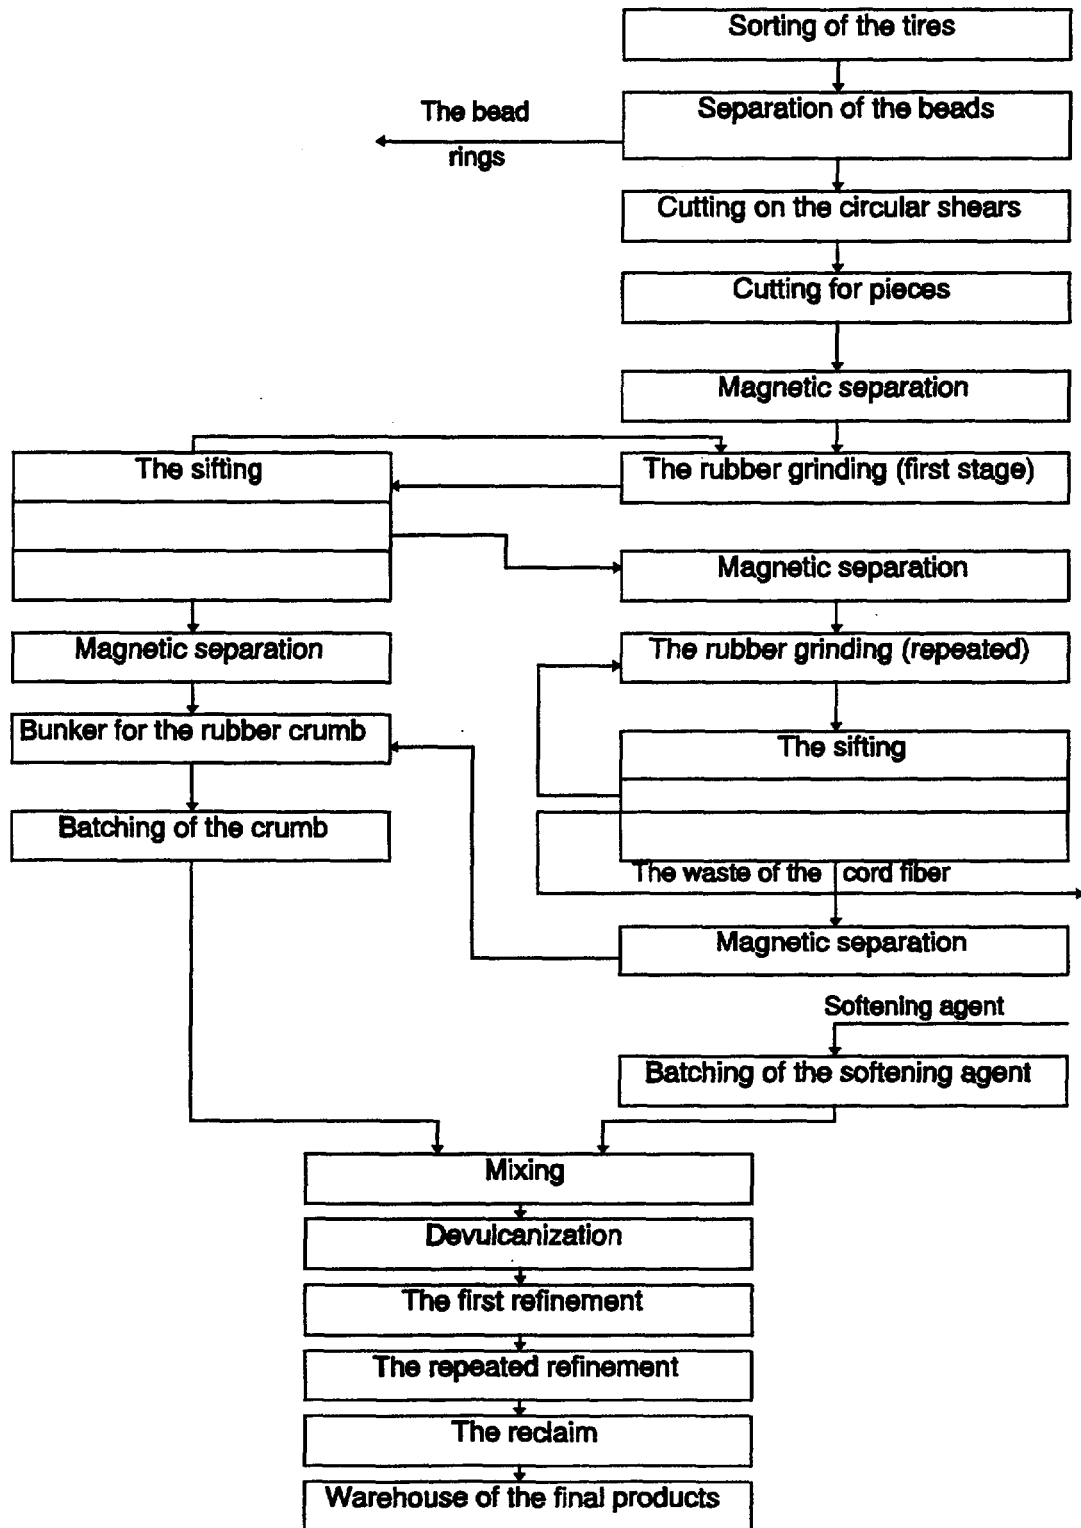 Sorting of the tires
Separation of the beads
The bead
rings
Cutting on the circular shears
Cutting for pieces
Magnetic separation
The sifting
The rubber grinding (first stage)
Magnetic separation
Magnetic separation
The rubber grinding (repeated)
Bunker for the rubber crumb
The sifting
Batching of the crumb
The waste of the cord fiber
Magnetic separation
Softening agent
Batching of the softening agent
Mixing
Devulcanization
The first refinement
The repeated refinement
The reclaim
Warehouse of the final products